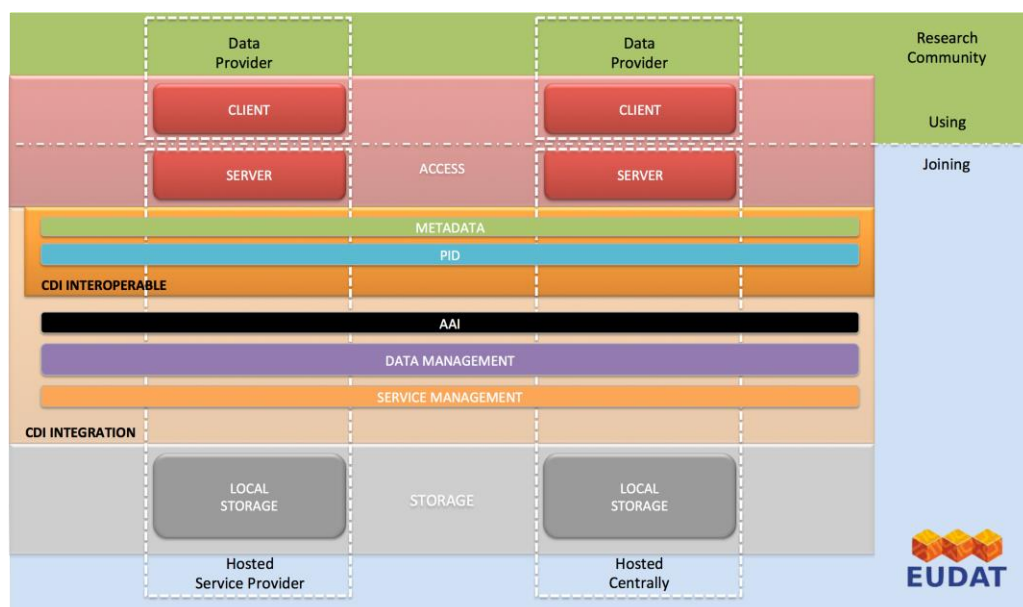 Data
Provider
Data
Provider
Research
Community
CLIENT
CLIENT
Using
SERVER
ACCESS
SERVER
Joining
METADATA
PID
CDI INTEROPERABLE
AAI
DATA MANAGEMENT
SERVICE MANAGEMENT
CDI INTEGRATION
LOCAL
STORAGE
STORAGE
LOCAL
STORAGE
Hosted
Service Provider
Hosted
Centrally
EUDAT